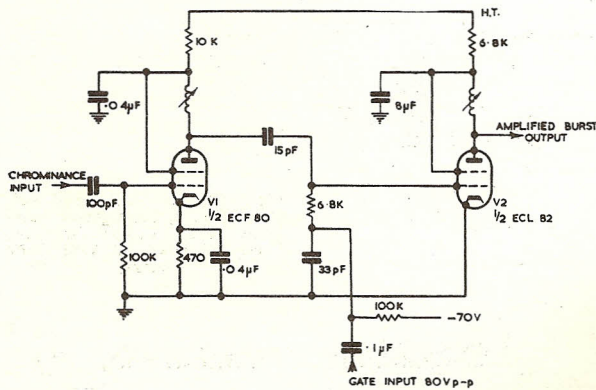 H.T.
10 K
6·8K
·04µF
8µF
15pF
AMPLIFIED BURST
OUTPUT
CHROMINANCE
INPUT
100pF
V1
1/2 ECF 80
6·8K
V2
1/2 ECL 82
100K
470
·04µF
33pF
100K
-70V
·1µF
GATE INPUT 80V p-p